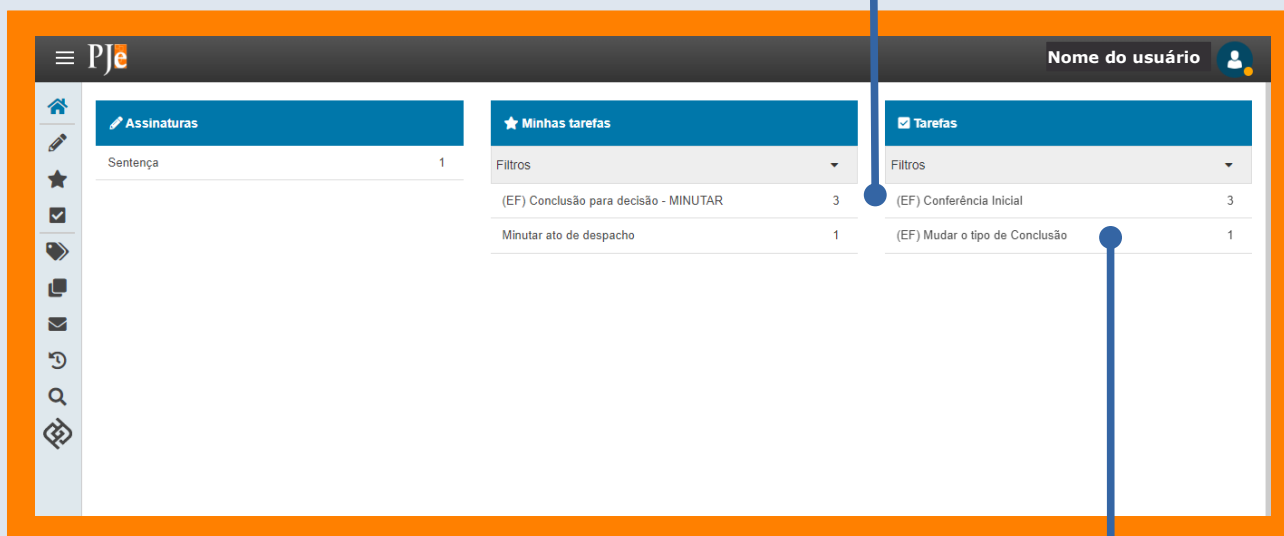 PJe
Nome do usuário
Assinaturas
Sentença 1
Minhas tarefas
Filtros
(EF) Conclusão para decisão - MINUTAR 3
Minutar ato de despacho 1
Tarefas
Filtros
(EF) Conferência Inicial 3
(EF) Mudar o tipo de Conclusão 1